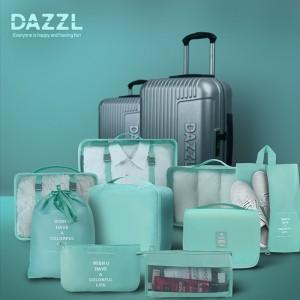 DAZZL
Everyone is happy and having fun
DAZZL
WISH U
HAVE
A
COLORFUL
LIFE
WISH U
HAVE
A
COLORFUL
LIFE